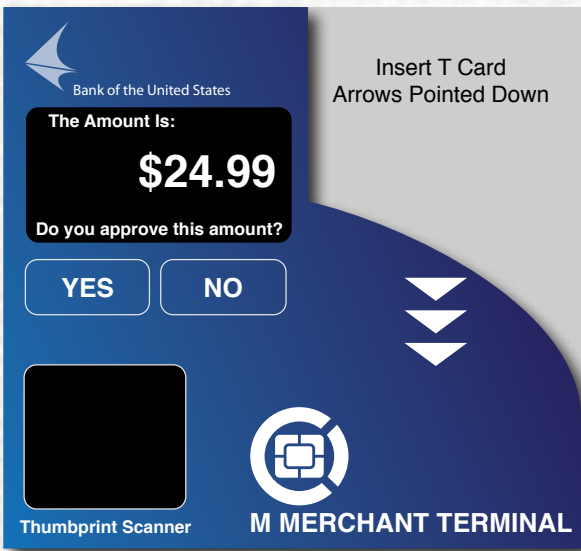 Bank of the United States
The Amount Is:
$24.99
Do you approve this amount?
YES
NO
Thumbprint Scanner
Insert T Card
Arrows Pointed Down
M MERCHANT TERMINAL